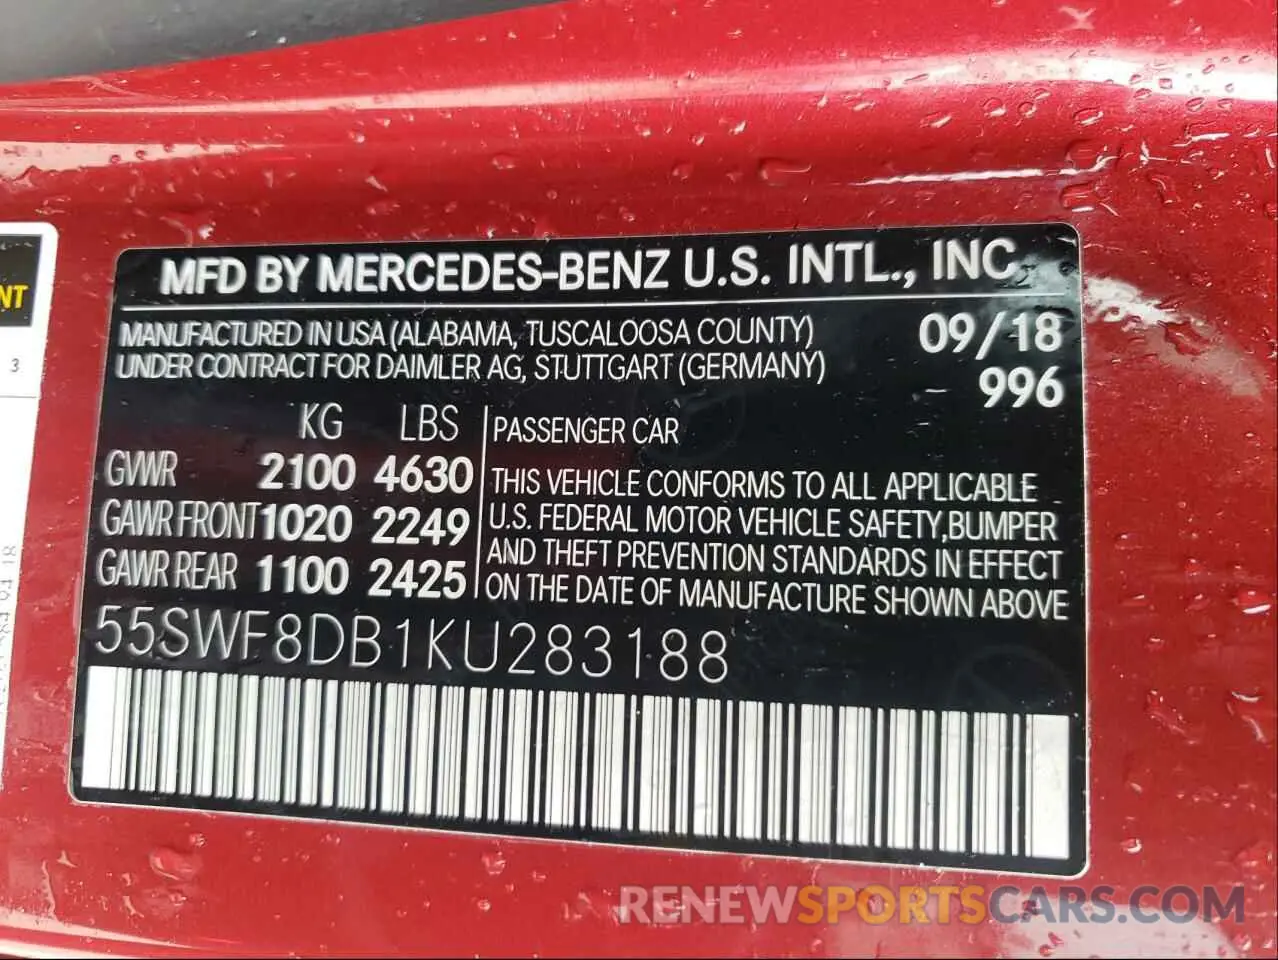 MFD BY MERCEDES-BENZ U.S. INTL., INC
MANUFACTURED IN USA (ALABAMA, TUSCALOOSA COUNTY) 09/18
UNDER CONTRACT FOR DAIMLER AG, STUTTGART (GERMANY) 996
KG LBS
GVWR 2100 4630
GAWR FRONT 1020 2249
GAWR REAR 1100 2425
PASSENGER CAR
THIS VEHICLE CONFORMS TO ALL APPLICABLE
U.S. FEDERAL MOTOR VEHICLE SAFETY,BUMPER
AND THEFT PREVENTION STANDARDS IN EFFECT
ON THE DATE OF MANUFACTURE SHOWN ABOVE
55SWF8DB1KU283188
NT
3
RENEWSPORTSCARS.COM